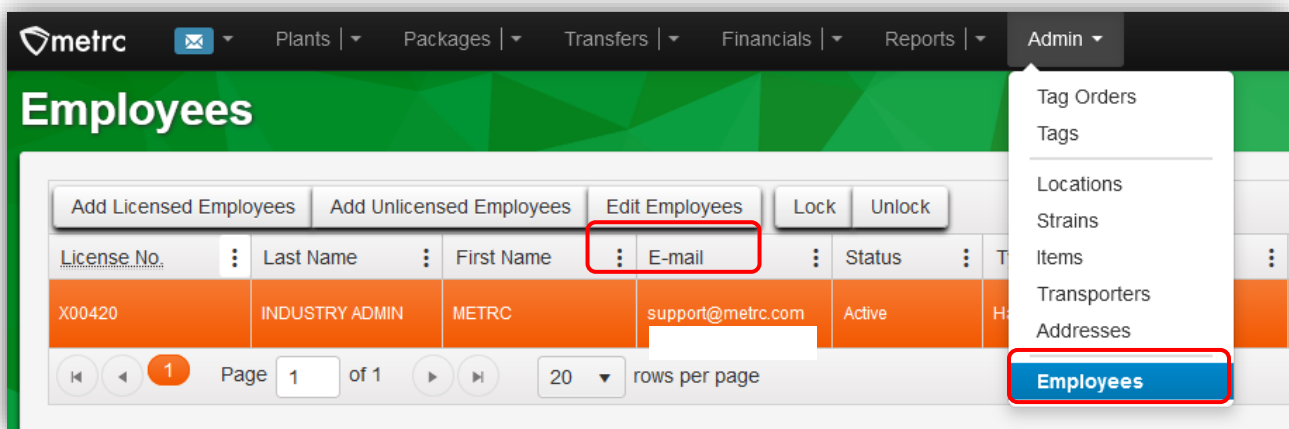 metrc Plants Packages Transfers Financials Reports Admin
Employees
Tag Orders
Tags
Locations
Strains
Items
Transporters
Addresses
Employees
Add Licensed Employees Add Unlicensed Employees Edit Employees Lock Unlock
License No. Last Name First Name E-mail Status
X00420 INDUSTRY ADMIN METRC support@metrc.com Active
1 Page 1 of 1 20 rows per page